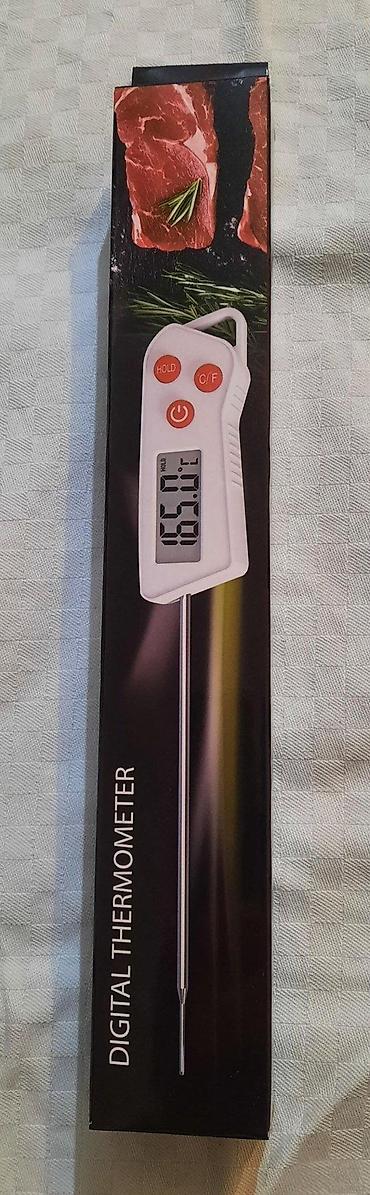 HOLD
C/F
HOLD
165.0°C
DIGITAL THERMOMETER